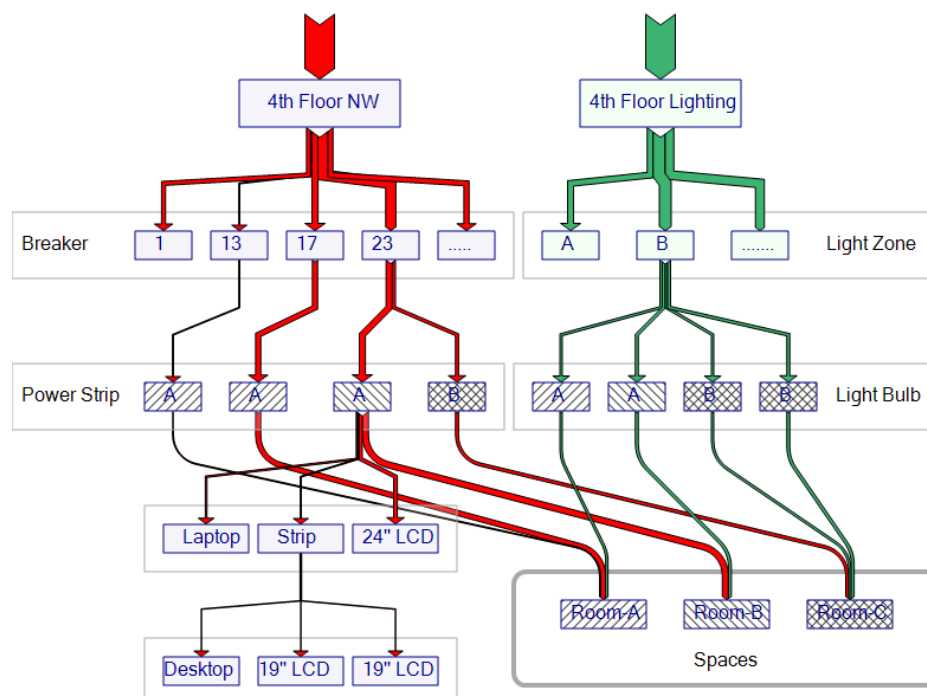 4th Floor NW
4th Floor Lighting
Breaker
1
13
17
23
.....
A
B
.......
Light Zone
Power Strip
A
A
A
B
A
A
B
B
Light Bulb
Laptop
Strip
24" LCD
Room-A
Room-B
Room-C
Desktop
19" LCD
19" LCD
Spaces